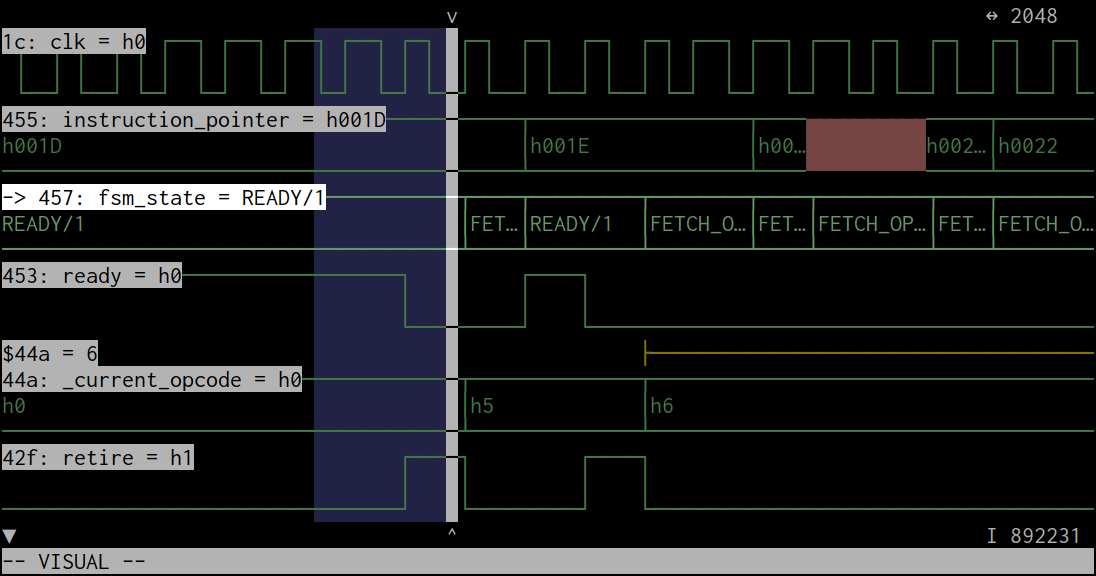 v
⇔ 2048
1c: clk = h0
455: instruction_pointer = h001D
h001D h001E h00… h002… h0022
-> 457: fsm_state = READY/1
READY/1 FET… READY/1 FETCH_O… FET… FETCH_OP… FET… FETCH_O…
453: ready = h0
$44a = 6
44a: _current_opcode = h0
h0 h5 h6
42f: retire = h1
▼ ^ I 892231
-- VISUAL --